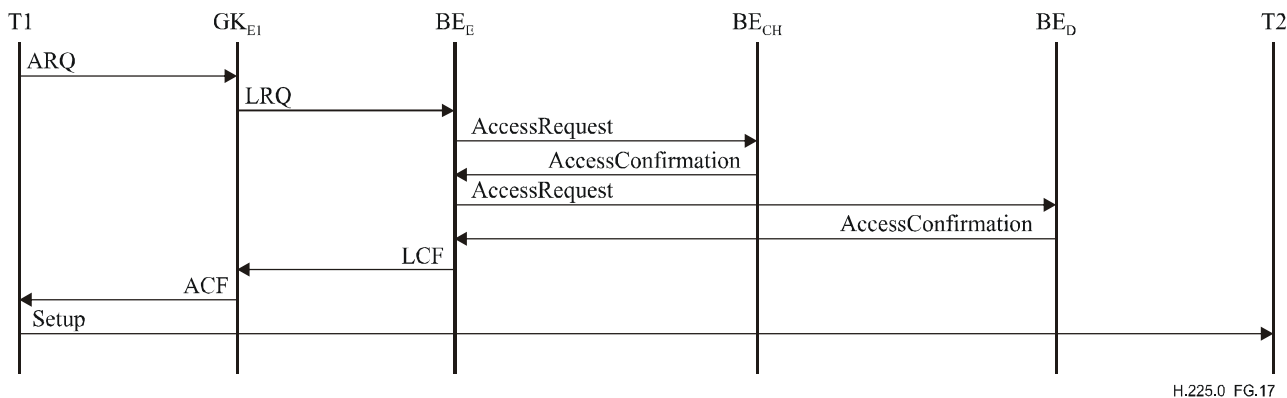 T1 GK_E1 BE_E BE_CH BE_D T2
ARQ
LRQ
AccessRequest
AccessConfirmation
AccessRequest
AccessConfirmation
LCF
ACF
Setup
H.225.0 FG.17